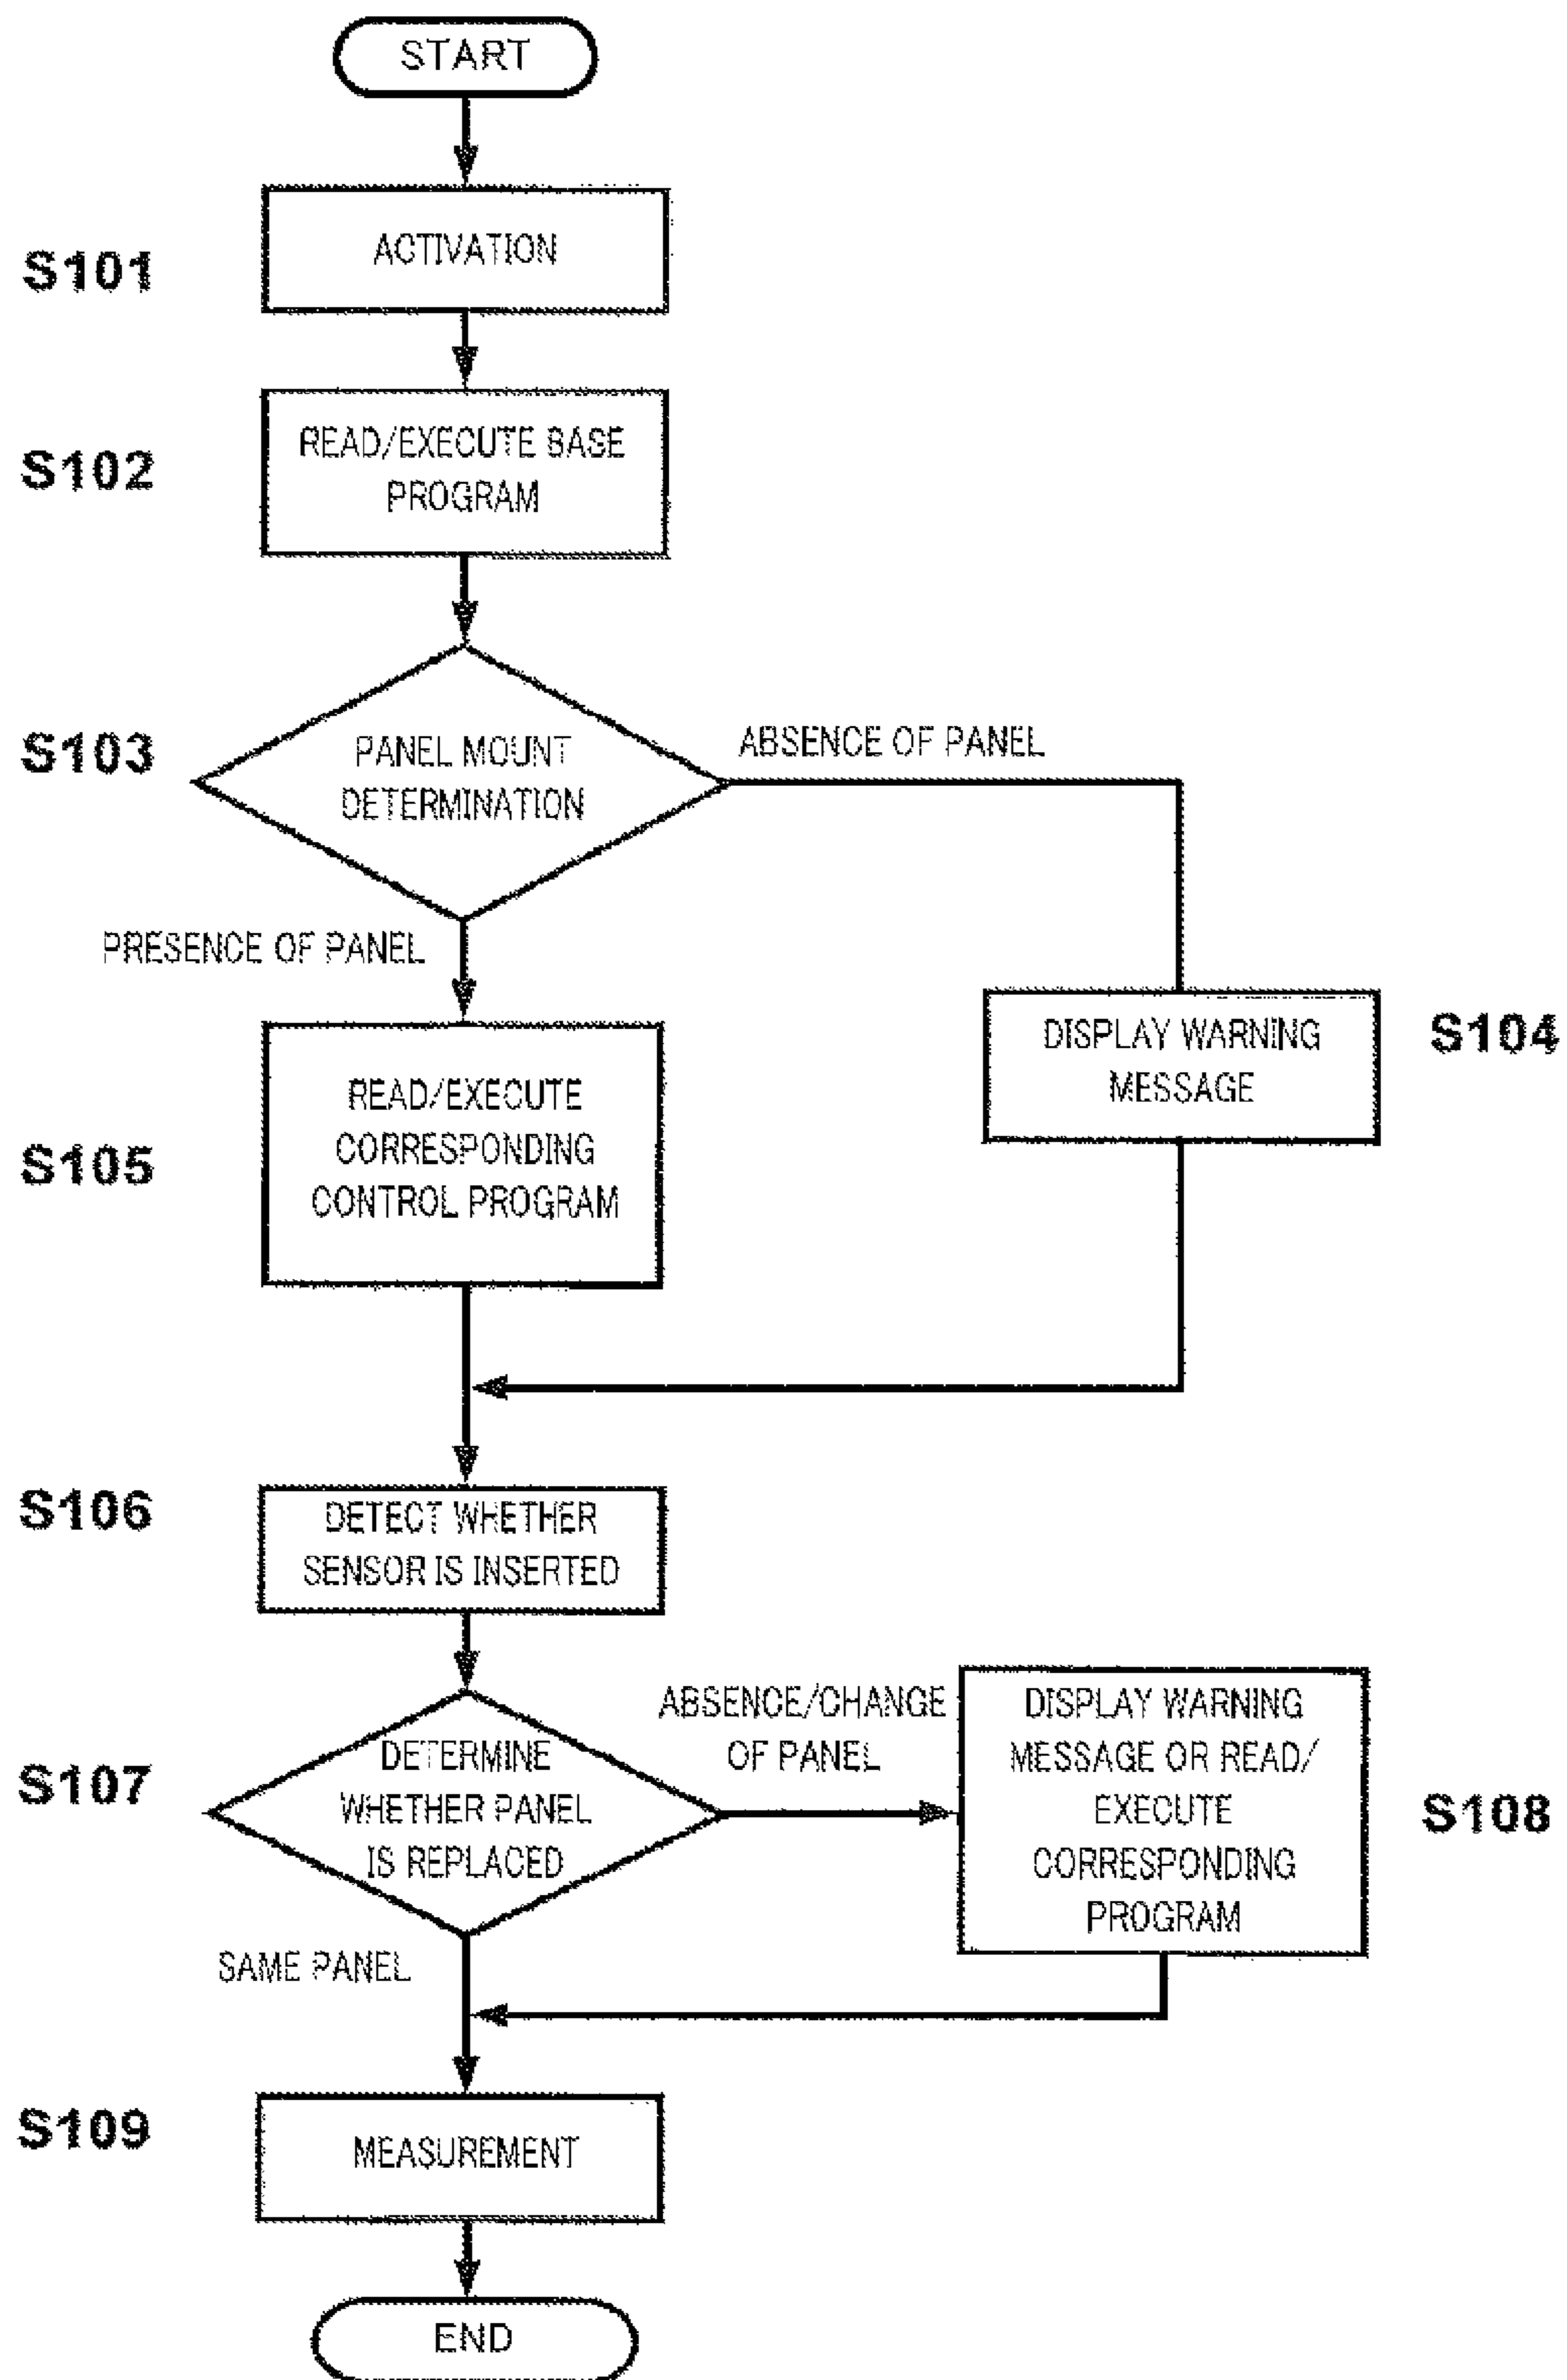 START
S101
ACTIVATION
S102
READ/EXECUTE BASE
PROGRAM
S103
PANEL MOUNT
DETERMINATION
ABSENCE OF PANEL
PRESENCE OF PANEL
DISPLAY WARNING
MESSAGE
S104
S105
READ/EXECUTE
CORRESPONDING
CONTROL PROGRAM
S106
DETECT WHETHER
SENSOR IS INSERTED
S107
DETERMINE
WHETHER PANEL
IS REPLACED
ABSENCE/CHANGE
OF PANEL
DISPLAY WARNING
MESSAGE OR READ/
EXECUTE
CORRESPONDING
PROGRAM
S108
SAME PANEL
S109
MEASUREMENT
END